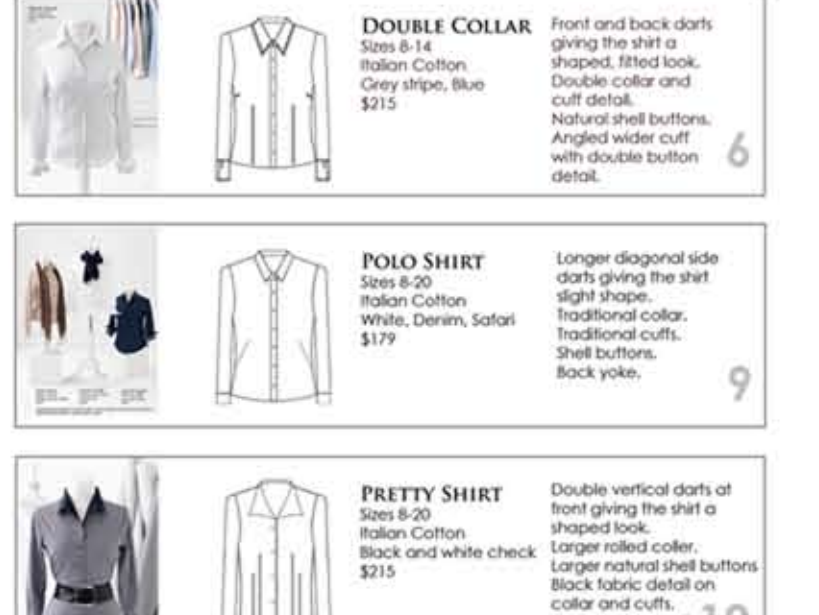 DOUBLE COLLAR
Sizes 8-14
Italian Cotton
Grey stripe, Blue
$215
Front and back darts
giving the shirt a
shaped, fitted look.
Double collar and
cuff detail.
Natural shell buttons.
Angled wider cuff
with double button
detail.
6
POLO SHIRT
Sizes 8-20
Italian Cotton
White, Denim, Safari
$179
Longer diagonal side
darts giving the shirt
slight shape.
Traditional collar.
Traditional cuffs.
Shell buttons.
Back yoke.
9
PRETTY SHIRT
Sizes 8-20
Italian Cotton
Black and white check
$215
Double vertical darts at
front giving the shirt a
shaped look.
Larger rolled coller.
Larger natural shell buttons
Black fabric detail on
collar and cuffs.